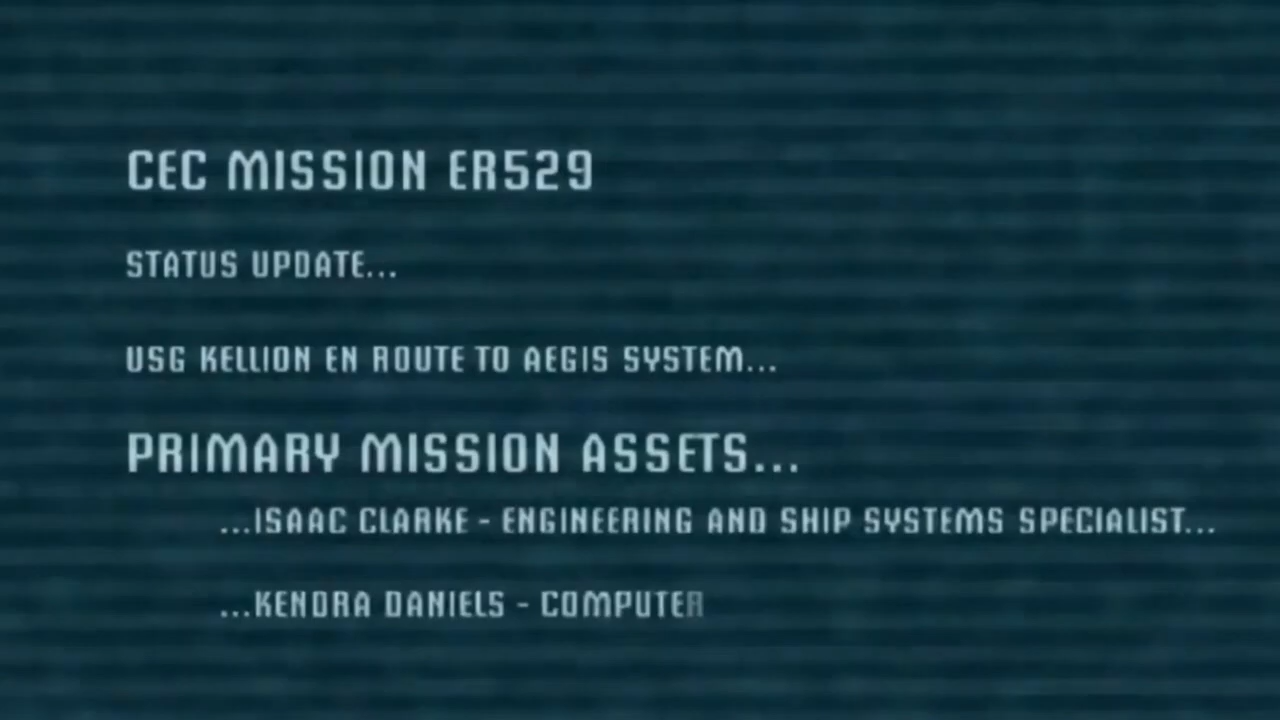 CEC MISSION ER529
STATUS UPDATE...
USG KELLION EN ROUTE TO AEGIS SYSTEM...
PRIMARY MISSION ASSETS...
...ISAAC CLARKE - ENGINEERING AND SHIP SYSTEMS SPECIALIST...
...KENDRA DANIELS - COMPUTER